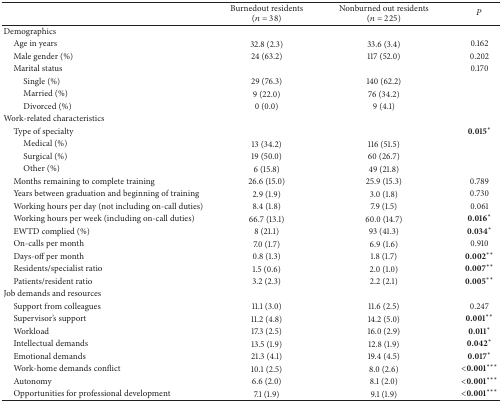 Burnedout residents (n = 38) Nonburned out residents (n = 225) P
Demographics
Age in years 32.8 (2.3) 33.6 (3.4) 0.162
Male gender (%) 24 (63.2) 117 (52.0) 0.202
Marital status 0.170
Single (%) 29 (76.3) 140 (62.2)
Married (%) 9 (22.0) 76 (34.2)
Divorced (%) 0 (0.0) 9 (4.1)
Work-related characteristics
Type of specialty 0.015*
Medical (%) 13 (34.2) 116 (51.5)
Surgical (%) 19 (50.0) 60 (26.7)
Other (%) 6 (15.8) 49 (21.8)
Months remaining to complete training 26.6 (15.0) 25.9 (15.3) 0.789
Years between graduation and beginning of training 2.9 (1.9) 3.0 (1.8) 0.730
Working hours per day (not including on-call duties) 8.4 (1.8) 7.9 (1.5) 0.061
Working hours per week (including on-call duties) 66.7 (13.1) 60.0 (14.7) 0.016*
EWTD complied (%) 8 (21.1) 93 (41.3) 0.034*
On-calls per month 7.0 (1.7) 6.9 (1.6) 0.910
Days-off per month 0.8 (1.3) 1.8 (1.7) 0.002**
Residents/specialist ratio 1.5 (0.6) 2.0 (1.0) 0.007**
Patients/resident ratio 3.2 (2.3) 2.2 (2.1) 0.005**
Job demands and resources
Support from colleagues 11.1 (3.0) 11.6 (2.5) 0.247
Supervisor's support 11.2 (4.8) 14.2 (5.0) 0.001**
Workload 17.3 (2.5) 16.0 (2.9) 0.011*
Intellectual demands 13.5 (1.9) 12.8 (1.9) 0.042*
Emotional demands 21.3 (4.1) 19.4 (4.5) 0.017*
Work-home demands conflict 10.1 (2.5) 8.0 (2.6) <0.001***
Autonomy 6.6 (2.0) 8.1 (2.0) <0.001***
Opportunities for professional development 7.1 (1.9) 9.1 (1.9) <0.001***